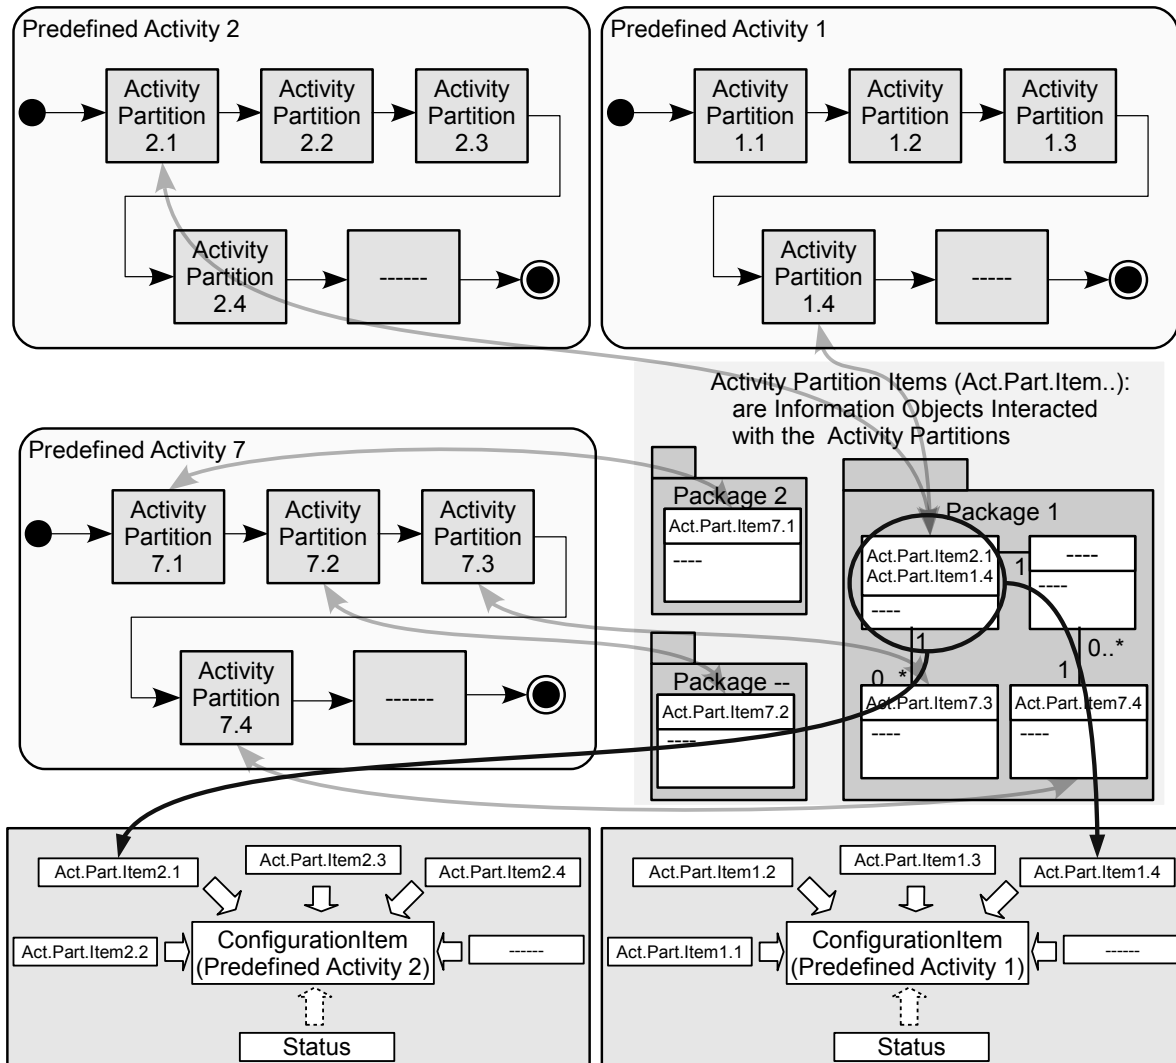 Predefined Activity 2
Activity
Partition
2.1
Activity
Partition
2.2
Activity
Partition
2.3
Activity
Partition
2.4
------
Predefined Activity 1
Activity
Partition
1.1
Activity
Partition
1.2
Activity
Partition
1.3
Activity
Partition
1.4
-----
Activity Partition Items (Act.Part.Item..):
are Information Objects Interacted
with the Activity Partitions
Predefined Activity 7
Activity
Partition
7.1
Activity
Partition
7.2
Activity
Partition
7.3
Activity
Partition
7.4
------
Package 2
Act.Part.Item7.1
----
Package --
Act.Part.Item7.2
----
Package 1
Act.Part.Item2.1
Act.Part.Item1.4
----
1
----
----
1
0..*
0..*
1
Act.Part.Item7.3
----
Act.Part.Item7.4
----
Act.Part.Item2.1
Act.Part.Item2.3
Act.Part.Item2.4
Act.Part.Item2.2
ConfigurationItem
(Predefined Activity 2)
------
Status
Act.Part.Item1.2
Act.Part.Item1.3
Act.Part.Item1.4
Act.Part.Item1.1
ConfigurationItem
(Predefined Activity 1)
------
Status